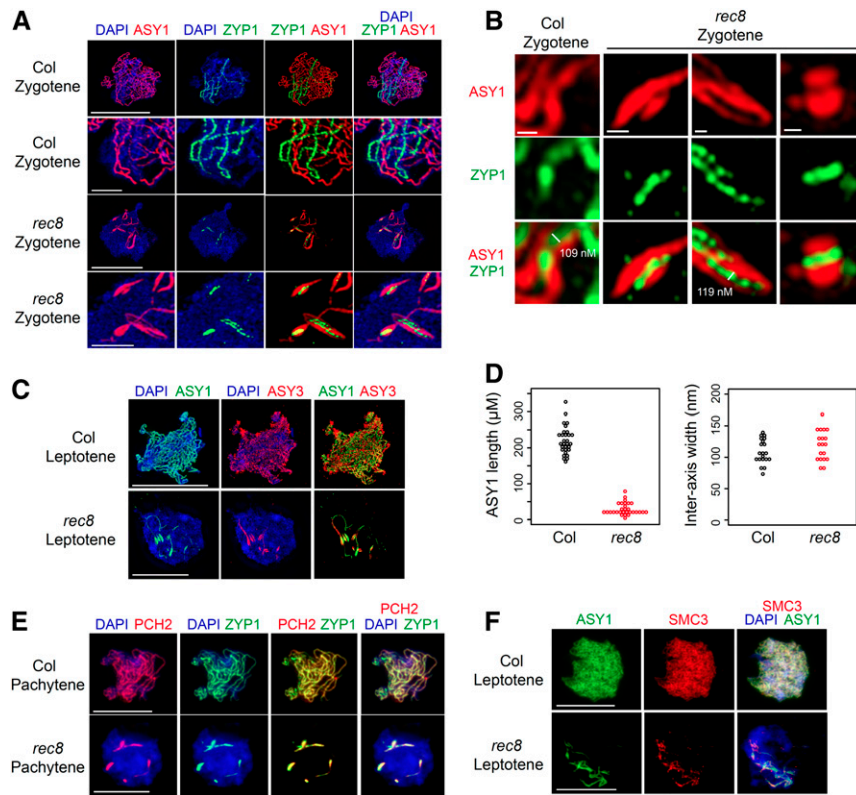 A
DAPI ASY1
DAPI ZYP1
ZYP1 ASY1
DAPI
ZYP1 ASY1
Col
Zygotene
Col
Zygotene
rec8
Zygotene
rec8
Zygotene
B
Col
Zygotene
rec8
Zygotene
ASY1
ZYP1
ASY1
ZYP1
109 nM
119 nM
C
DAPI ASY1
DAPI ASY3
ASY1 ASY3
Col
Leptotene
rec8
Leptotene
D
ASY1 length (μM)
300
200
100
50
0
Col
rec8
Inter-axis width (nm)
200
150
100
50
0
Col
rec8
E
DAPI PCH2
DAPI ZYP1
PCH2 ZYP1
PCH2
DAPI ZYP1
Col
Pachytene
rec8
Pachytene
F
ASY1
SMC3
SMC3
DAPI ASY1
Col
Leptotene
rec8
Leptotene